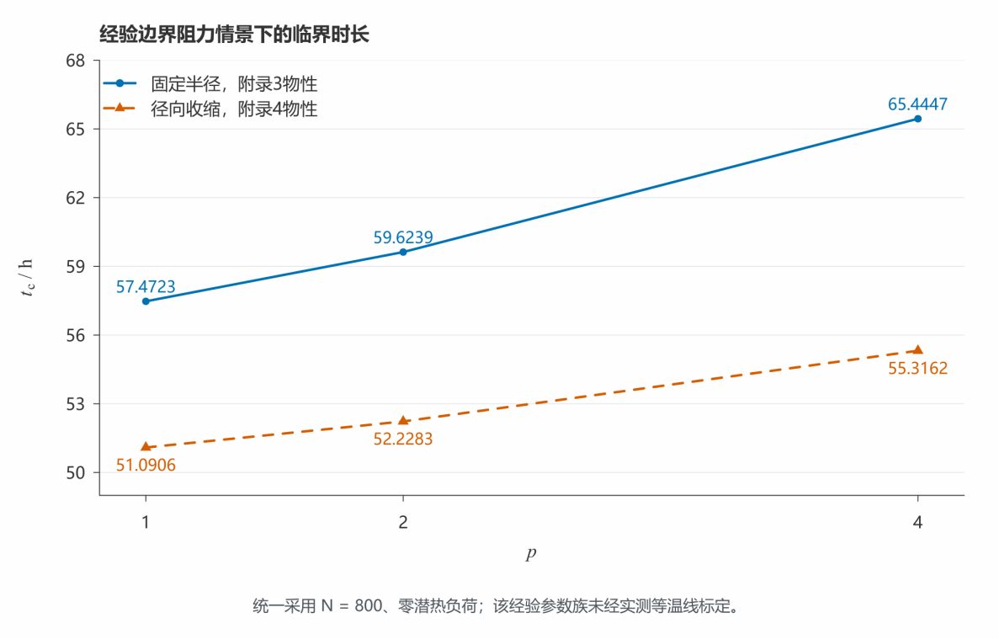 经验边界阻力情景下的临界时长
68
65
62
59
56
53
50
t_c / h
固定半径，附录3物性
径向收缩，附录4物性
65.4447
59.6239
57.4723
55.3162
52.2283
51.0906
1 2 4
p
统一采用 N = 800、零潜热负荷；该经验参数族未经实测等温线标定。